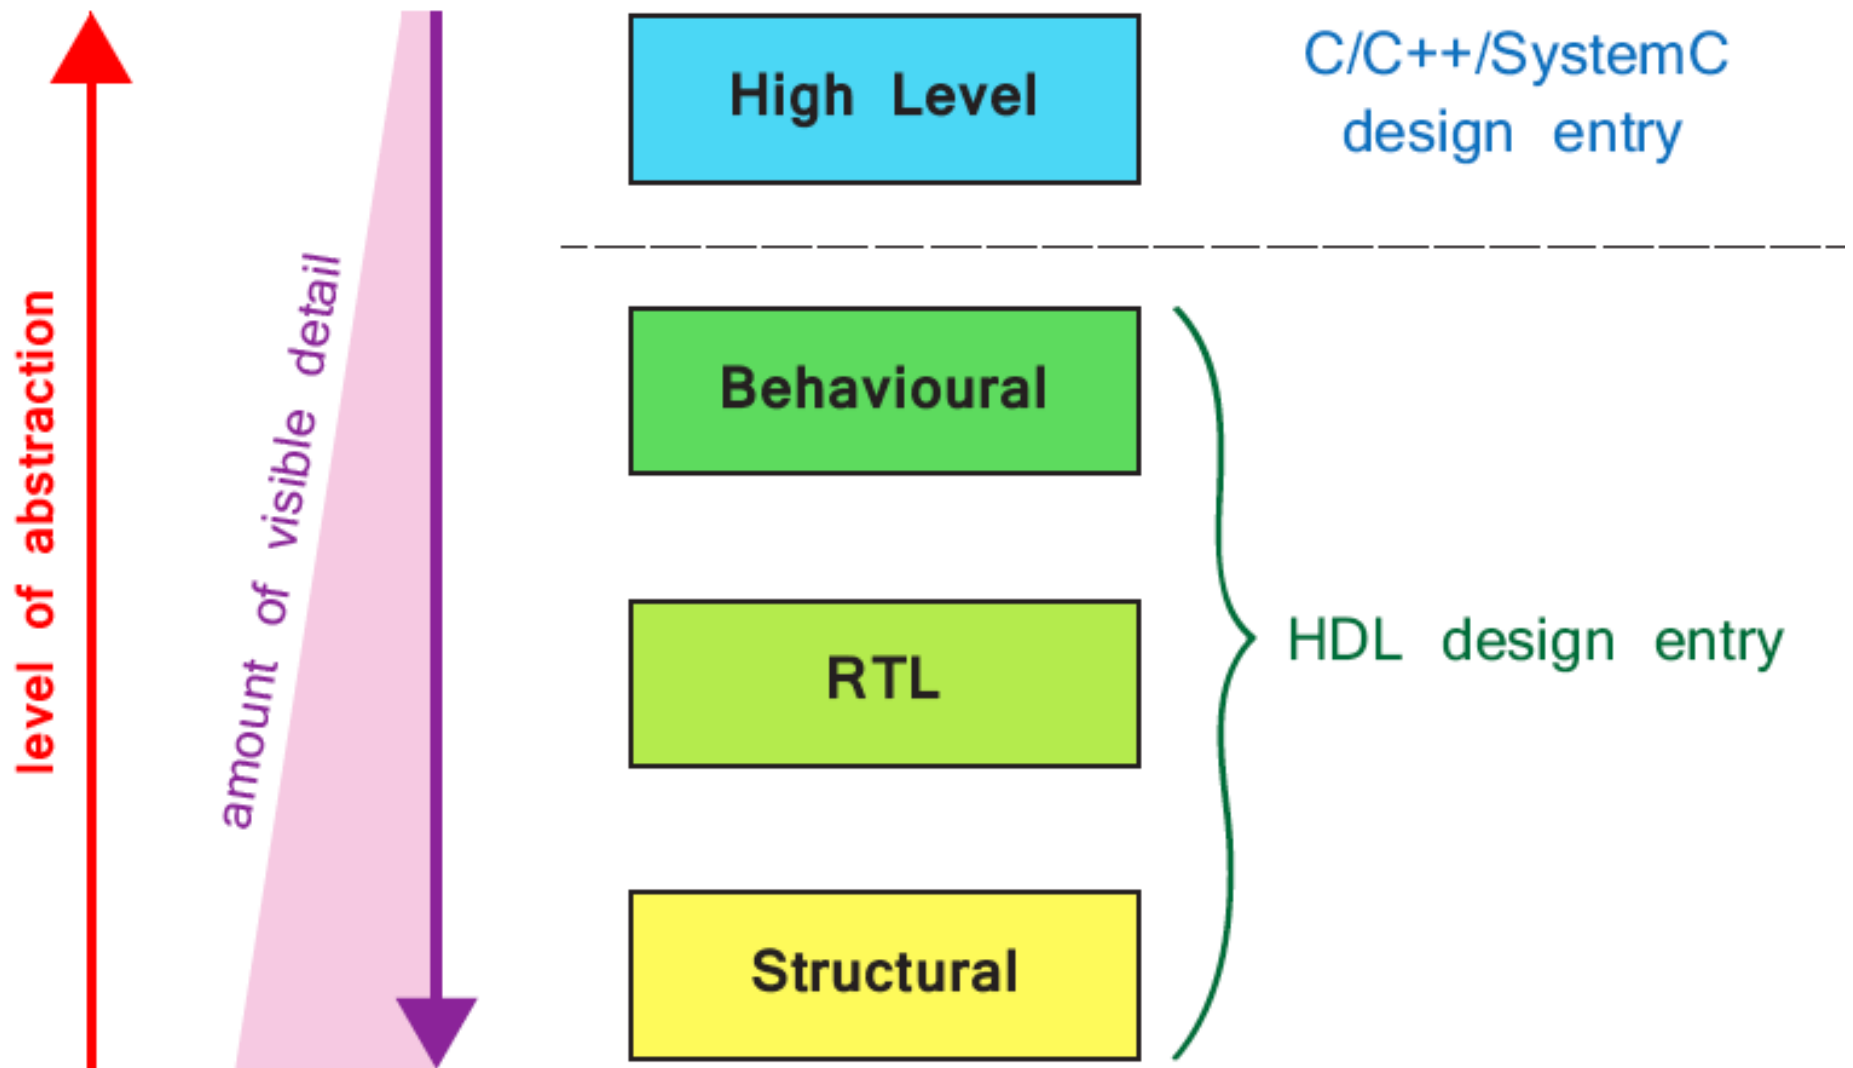 level of abstraction
amount of visible detail
High Level
C/C++/SystemC
design entry
Behavioural
RTL
HDL design entry
Structural